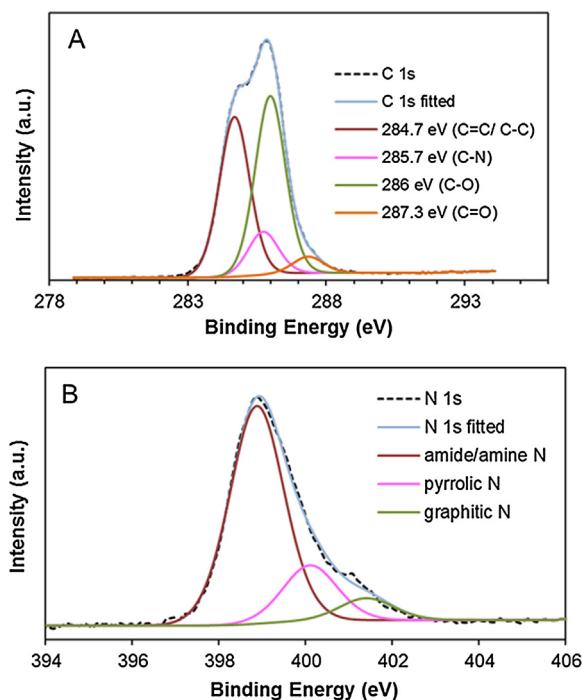 A
C 1s
C 1s fitted
284.7 eV (C=C/ C-C)
285.7 eV (C-N)
286 eV (C-O)
287.3 eV (C=O)
Intensity (a.u.)
278 283 288 293
Binding Energy (eV)
B
N 1s
N 1s fitted
amide/amine N
pyrrolic N
graphitic N
Intensity (a.u.)
394 396 398 400 402 404 406
Binding Energy (eV)